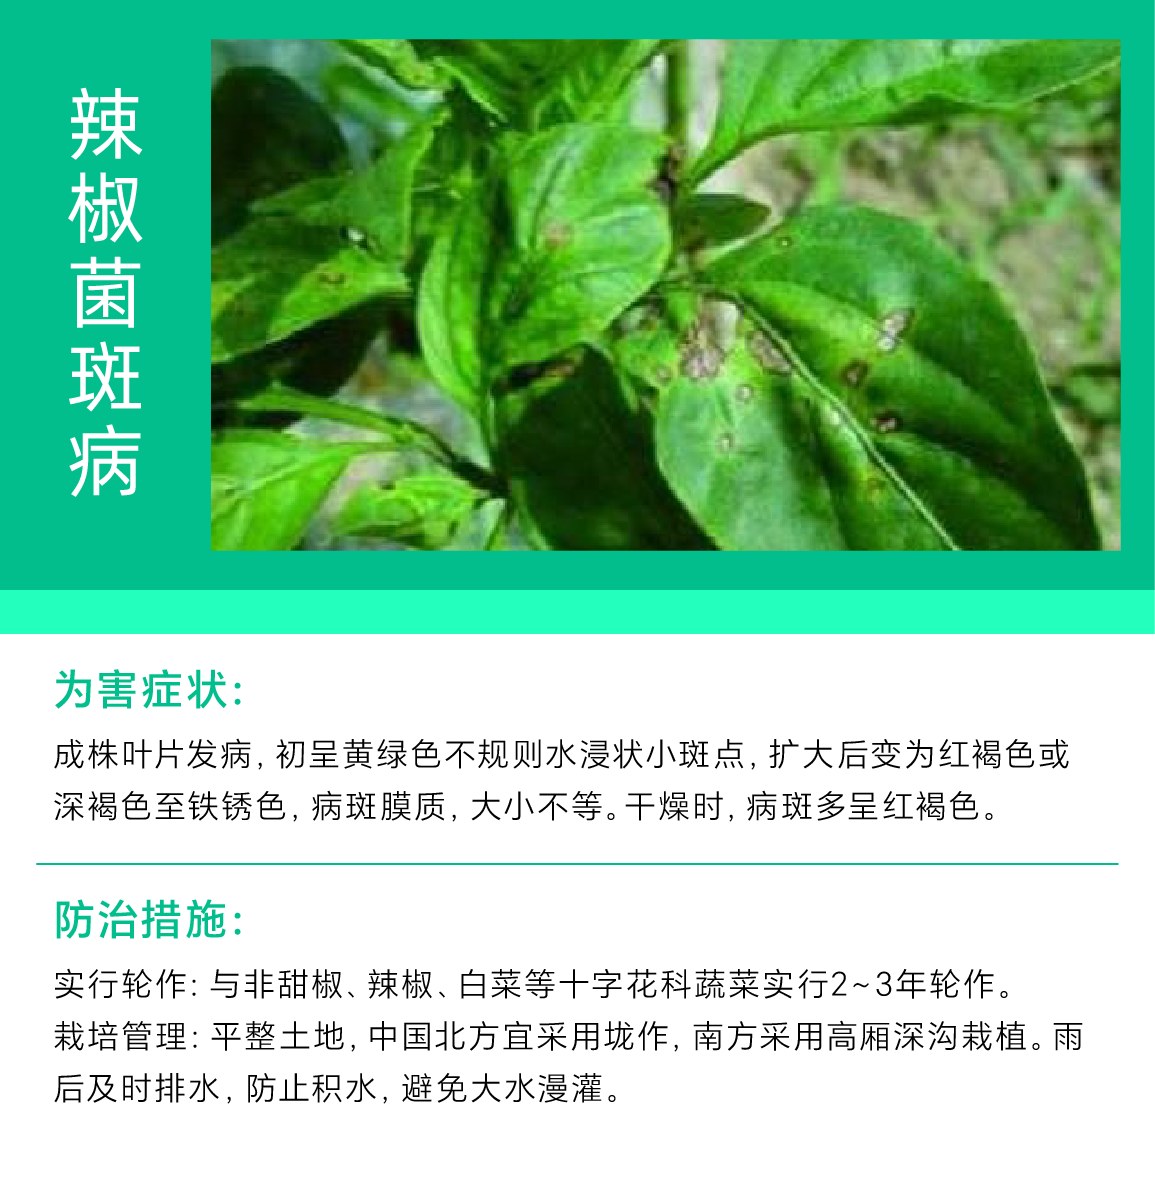 辣椒菌斑病
为害症状：
成株叶片发病，初呈黄绿色不规则水浸状小斑点，扩大后变为红褐色或
深褐色至铁锈色，病斑膜质，大小不等。干燥时，病斑多呈红褐色。
防治措施：
实行轮作：与非甜椒、辣椒、白菜等十字花科蔬菜实行2~3年轮作。
栽培管理：平整土地，中国北方宜采用垅作，南方采用高厢深沟栽植。雨
后及时排水，防止积水，避免大水漫灌。